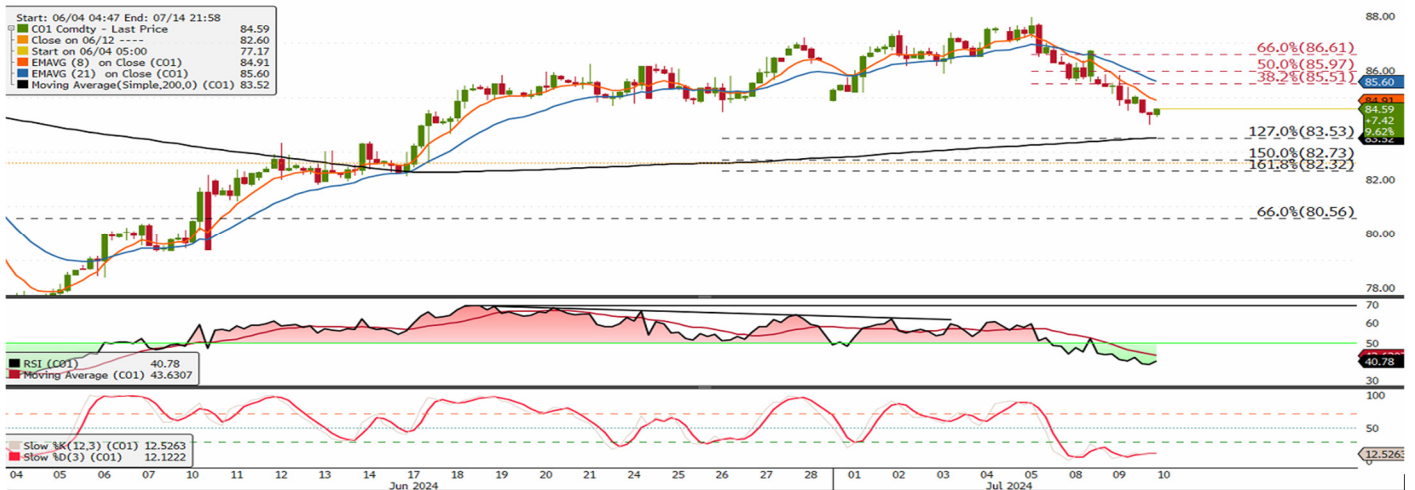 Start: 06/04 04:47 End: 07/14 21:58
CO1 Comdty - Last Price 84.59
Close on 06/12 ---- 82.60
Start on 06/04 05:00 77.17
EMAVG (8) on Close (CO1) 84.91
EMAVG (21) on Close (CO1) 85.60
Moving Average(Simple,200,0) (CO1) 83.52
88.00
66.0%(86.61)
50.0%(85.97)
86.00
38.2%(85.51)
85.60
84.91
84.59
+7.42
9.62%
127.0%(83.53)
83.52
150.0%(82.73)
161.8%(82.32)
82.00
66.0%(80.56)
80.00
78.00
70
60
50
RSI (CO1) 40.78
43.6307
40.78
Moving Average (CO1) 43.6307
30
100
50
Slow %K(12,3) (CO1) 12.5263
12.5263
Slow %D(3) (CO1) 12.1222
0
04 05 06 07 10 11 12 13 14 17 18 19 20 21 24 25 26 27 28 01 02 03 04 05 08 09 10
Jun 2024 Jul 2024